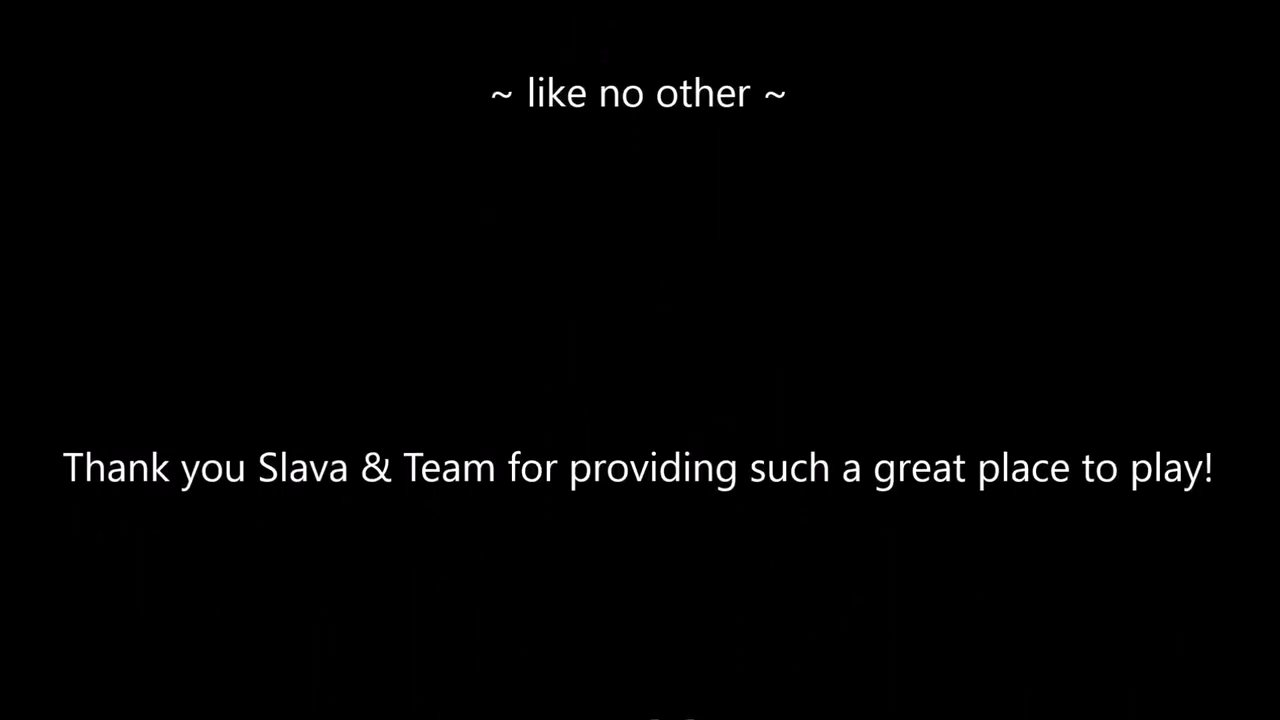 ~ like no other ~
Thank you Slava & Team for providing such a great place to play!